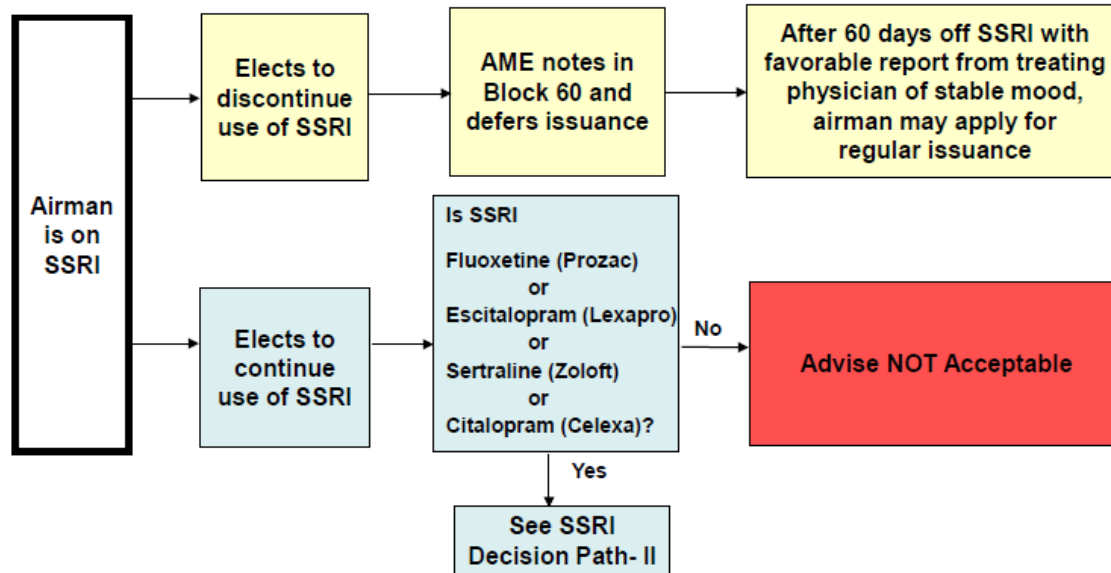 Airman
is on
SSRI
Elects to
discontinue
use of SSRI
AME notes in
Block 60 and
defers issuance
After 60 days off SSRI with
favorable report from treating
physician of stable mood,
airman may apply for
regular issuance
Elects to
continue
use of SSRI
Is SSRI
Fluoxetine (Prozac)
or
Escitalopram (Lexapro)
or
Sertraline (Zoloft)
or
Citalopram (Celexa)?
No
Advise NOT Acceptable
Yes
See SSRI
Decision Path- II